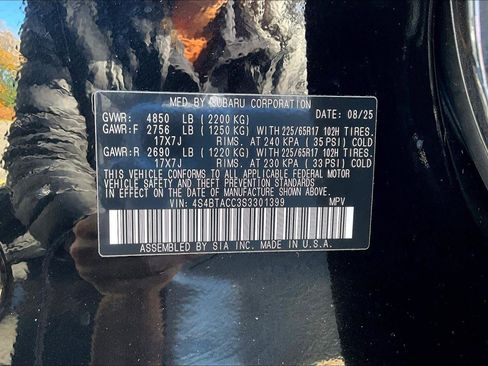 MFD. BY SUBARU CORPORATION
GVWR: 4850 LB ( 2200 KG) DATE: 08/25
GAWR:F 2756 LB ( 1250 KG) WITH 225/65R17 102H TIRES.
17X7J RIMS. AT 240 KPA ( 35 PSI) COLD
GAWR:R 2690 LB ( 1220 KG) WITH 225/65R17 102H TIRES.
17X7J RIMS. AT 230 KPA ( 33 PSI) COLD
THIS VEHICLE CONFORMS TO ALL APPLICABLE FEDERAL MOTOR
VEHICLE SAFETY AND THEFT PREVENTION STANDARDS
IN EFFECT ON THE DATE OF MANUFACTURE SHOWN ABOVE.
VIN: 4S4BTACC3S3301399 MPV
ASSEMBLED BY SIA INC. MADE IN U.S.A.